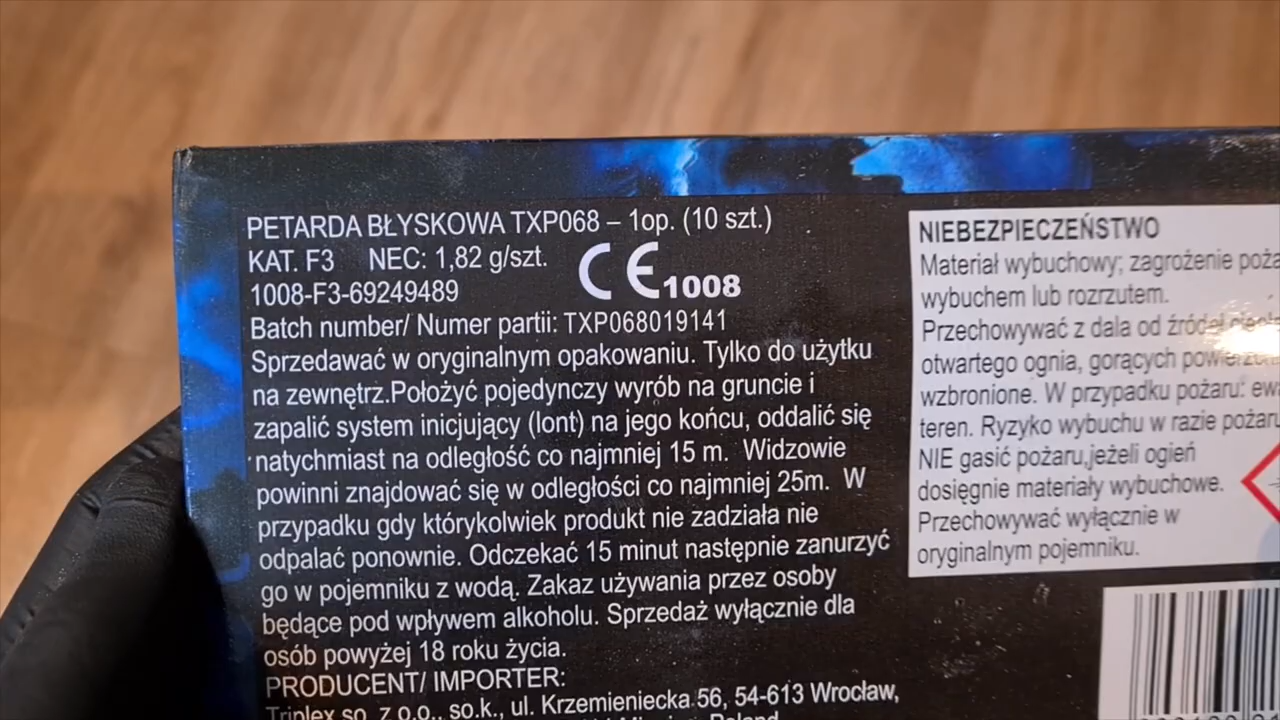 PETARDA BŁYSKOWA TXP068 – 1op. (10 szt.)
KAT. F3 NEC: 1,82 g/szt.
CE 1008
1008-F3-69249489
Batch number/ Numer partii: TXP068019141
Sprzedawać w oryginalnym opakowaniu. Tylko do użytku
na zewnętrz.Położyć pojedynczy wyrób na gruncie i
zapalić system inicjujący (lont) na jego końcu, oddalić się
natychmiast na odległość co najmniej 15 m. Widzowie
powinni znajdować się w odległości co najmniej 25m. W
przypadku gdy którykolwiek produkt nie zadziała nie
odpalać ponownie. Odczekać 15 minut następnie zanurzyć
go w pojemniku z wodą. Zakaz używania przez osoby
będące pod wpływem alkoholu. Sprzedaż wyłącznie dla
osób powyżej 18 roku życia.
PRODUCENT/ IMPORTER:
Triplex sp. z o.o., sp.k., ul. Krzemieniecka 56, 54-613 Wrocław,
Poland
NIEBEZPIECZEŃSTWO
Materiał wybuchowy; zagrożenie
wybuchem lub rozrzutem.
Przechowywać z dala od źródeł
otwartego ognia, gorących
wzbronione. W przypadku pożaru:
teren. Ryzyko wybuchu w razie
NIE gasić pożaru,jeżeli ogień
dosięgnie materiały wybuchowe.
Przechowywać wyłącznie w
oryginalnym pojemniku.